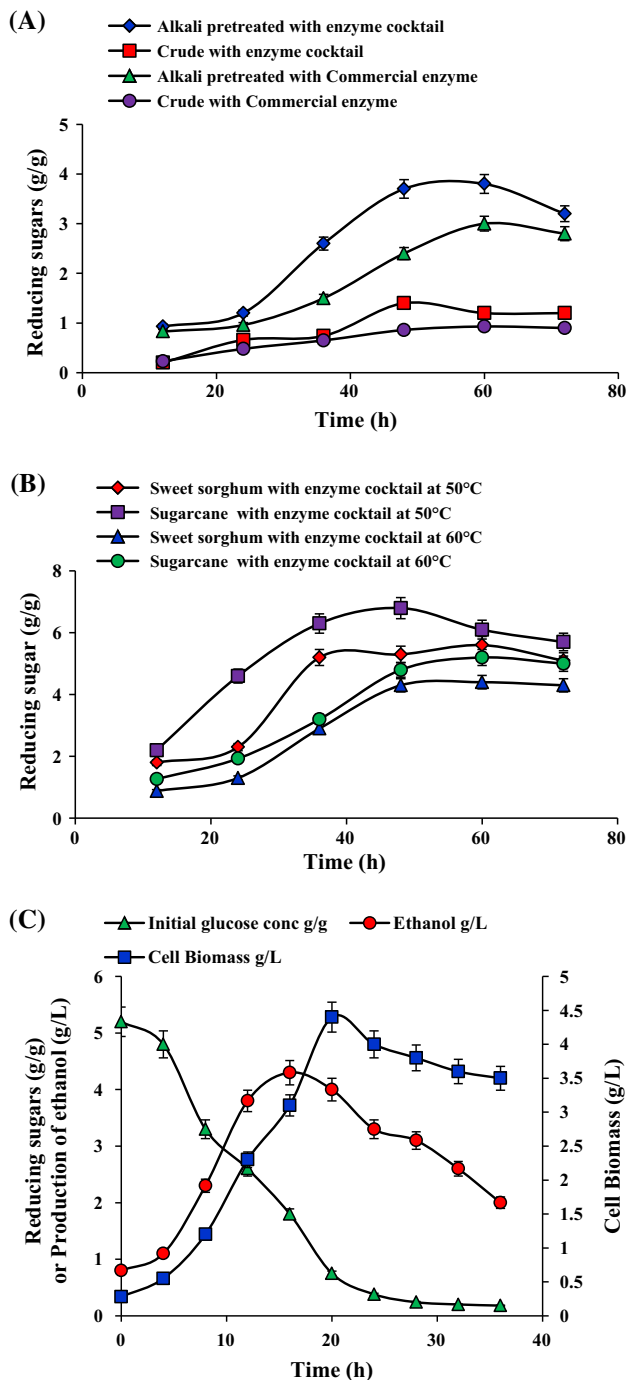 (A)
Alkali pretreated with enzyme cocktail
Crude with enzyme cocktail
Alkali pretreated with Commercial enzyme
Crude with Commercial enzyme
Reducing sugars (g/g)
5
4
3
2
1
0
0 20 40 60 80
Time (h)
(B)
Sweet sorghum with enzyme cocktail at 50°C
Sugarcane with enzyme cocktail at 50°C
Sweet sorghum with enzyme cocktail at 60°C
Sugarcane with enzyme cocktail at 60°C
Reducing sugar (g/g)
8
6
4
2
0
0 20 40 60 80
Time (h)
(C)
Initial glucose conc g/g Ethanol g/L
Cell Biomass g/L
Reducing sugars (g/g)
or Production of ethanol (g/L)
6
5
4
3
2
1
0
5
4.5
4
3.5
3
2.5
2
1.5
1
0.5
0
Cell Biomass (g/L)
0 10 20 30 40
Time (h)